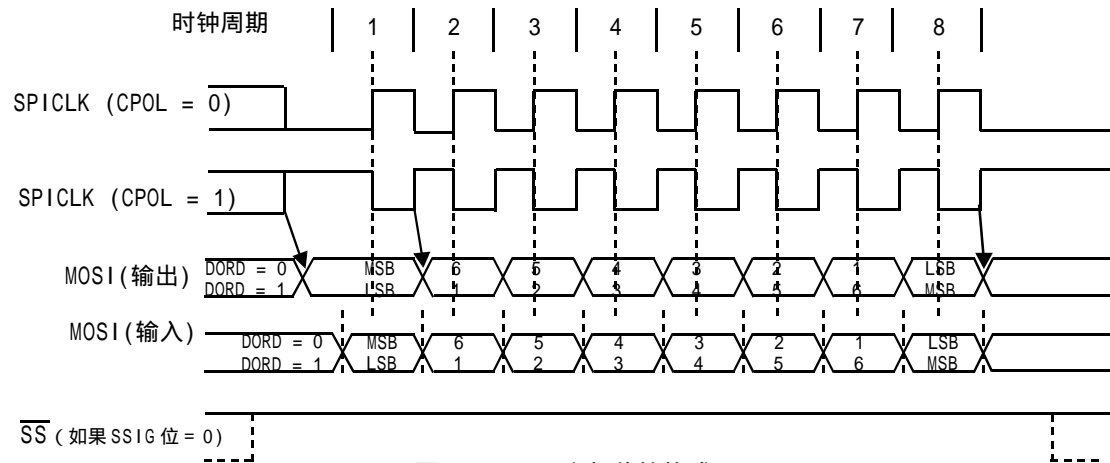 时钟周期 1 2 3 4 5 6 7 8
SPICLK (CPOL = 0)
SPICLK (CPOL = 1)
MOSI(输出) DORD = 0 MSB 6 5 4 3 2 1 LSB
DORD = 1 LSB 1 2 3 4 5 6 MSB
MOSI(输入) DORD = 0 MSB 6 5 4 3 2 1 LSB
DORD = 1 LSB 1 2 3 4 5 6 MSB
SS (如果SSIG位=0)